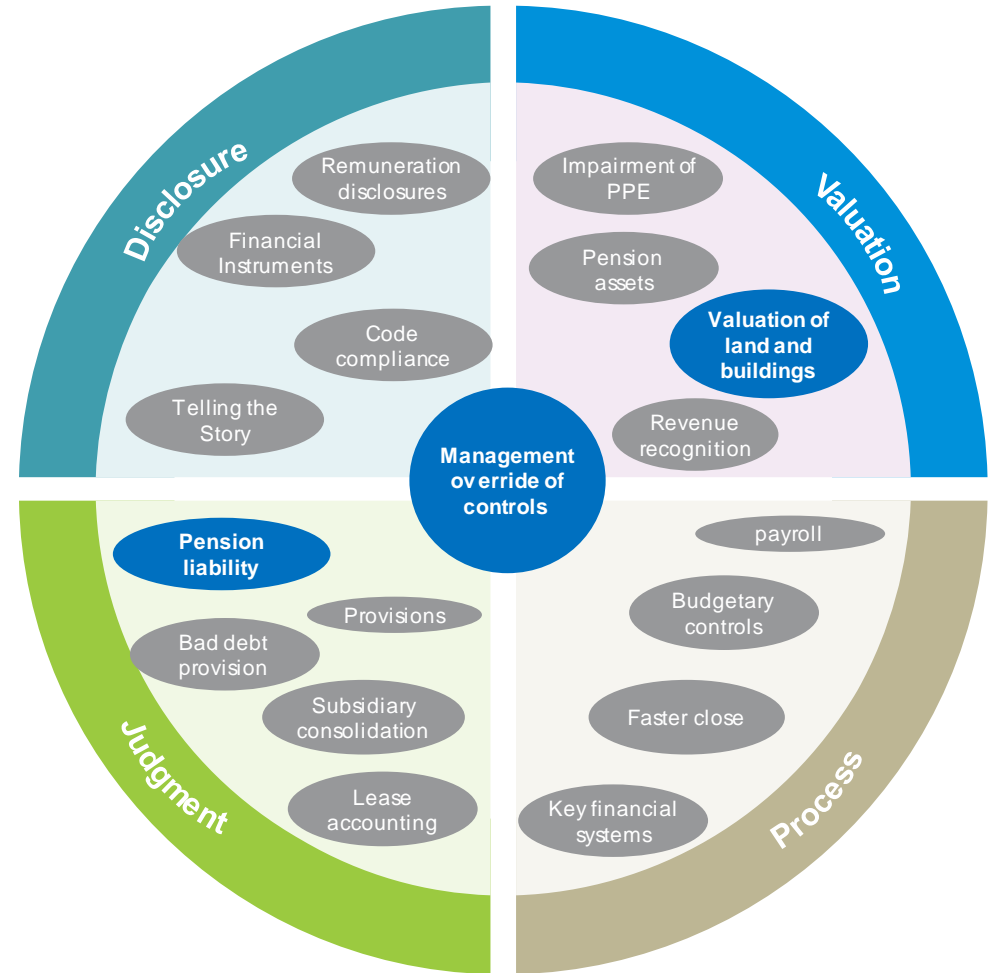 Disclosure
Remuneration
disclosures
Financial
Instruments
Code
compliance
Telling the
Story
Valuation
Impairment of
PPE
Pension
assets
Valuation of
land and
buildings
Revenue
recognition
Management
override of
controls
Judgment
Pension
liability
Provisions
Bad debt
provision
Subsidiary
consolidation
Lease
accounting
Process
payroll
Budgetary
controls
Faster close
Key financial
systems